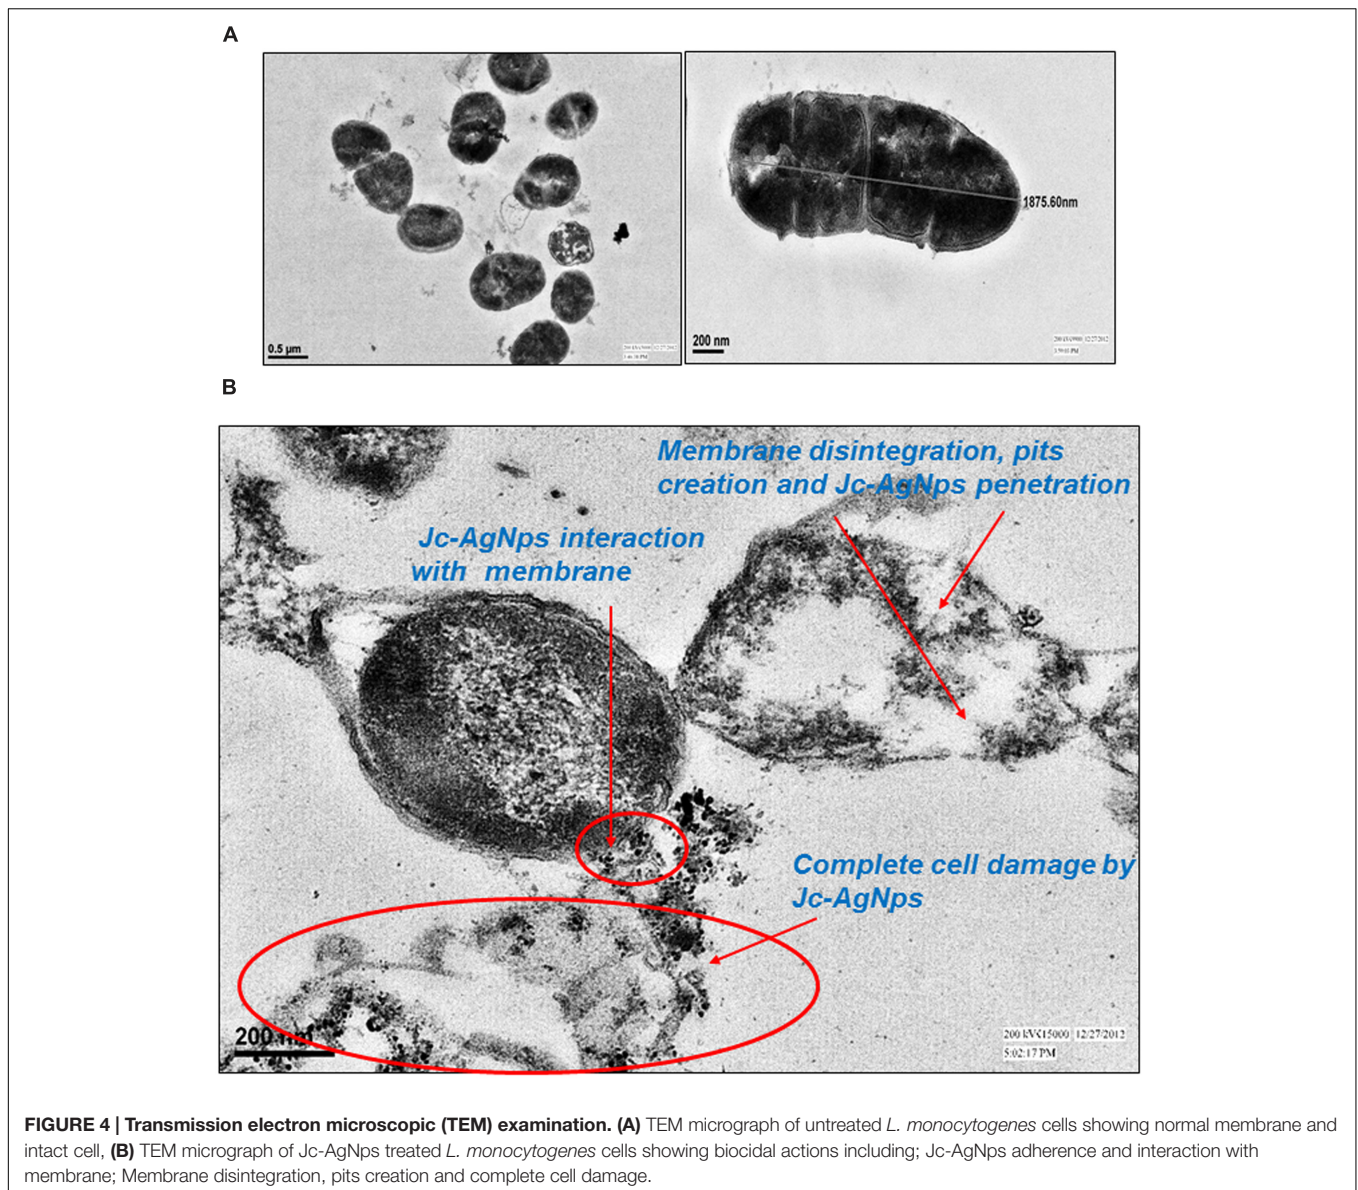 A
0.5 µm
1875.60nm
200 nm
B
Membrane disintegration, pits
creation and Jc-AgNps penetration
Jc-AgNps interaction
with membrane
Complete cell damage by
Jc-AgNps
200 nm
200 kV 15000 12/27/2012
5:02:17 PM
FIGURE 4 | Transmission electron microscopic (TEM) examination. (A) TEM micrograph of untreated L. monocytogenes cells showing normal membrane and
intact cell, (B) TEM micrograph of Jc-AgNps treated L. monocytogenes cells showing biocidal actions including; Jc-AgNps adherence and interaction with
membrane; Membrane disintegration, pits creation and complete cell damage.